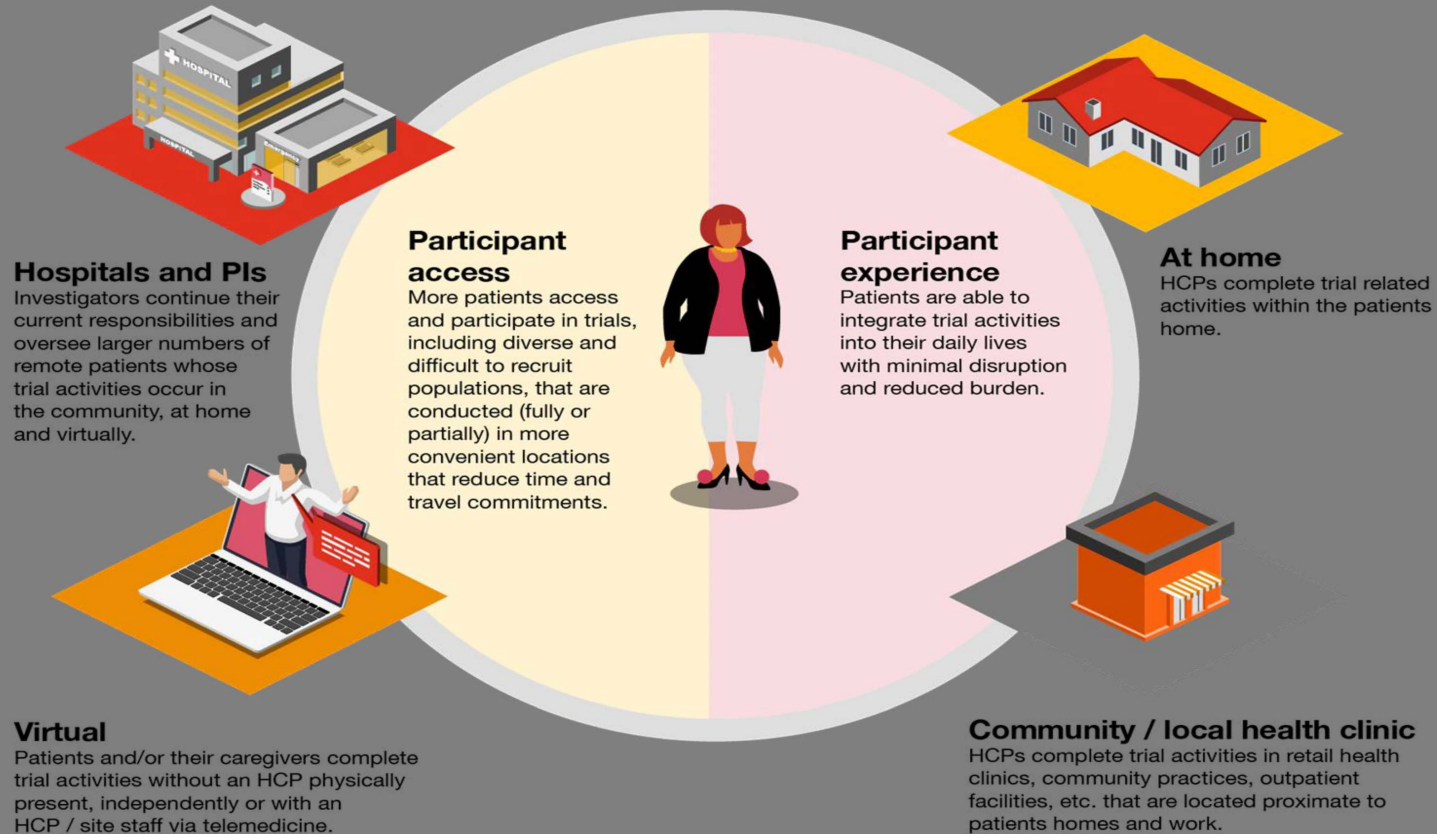 HOSPITAL
HOSPITAL
Emergency
Hospitals and PIs
Investigators continue their
current responsibilities and
oversee larger numbers of
remote patients whose
trial activities occur in
the community, at home
and virtually.
Participant
access
More patients access
and participate in trials,
including diverse and
difficult to recruit
populations, that are
conducted (fully or
partially) in more
convenient locations
that reduce time and
travel commitments.
Participant
experience
Patients are able to
integrate trial activities
into their daily lives
with minimal disruption
and reduced burden.
At home
HCPs complete trial related
activities within the patients
home.
Virtual
Patients and/or their caregivers complete
trial activities without an HCP physically
present, independently or with an
HCP / site staff via telemedicine.
Community / local health clinic
HCPs complete trial activities in retail health
clinics, community practices, outpatient
facilities, etc. that are located proximate to
patients homes and work.